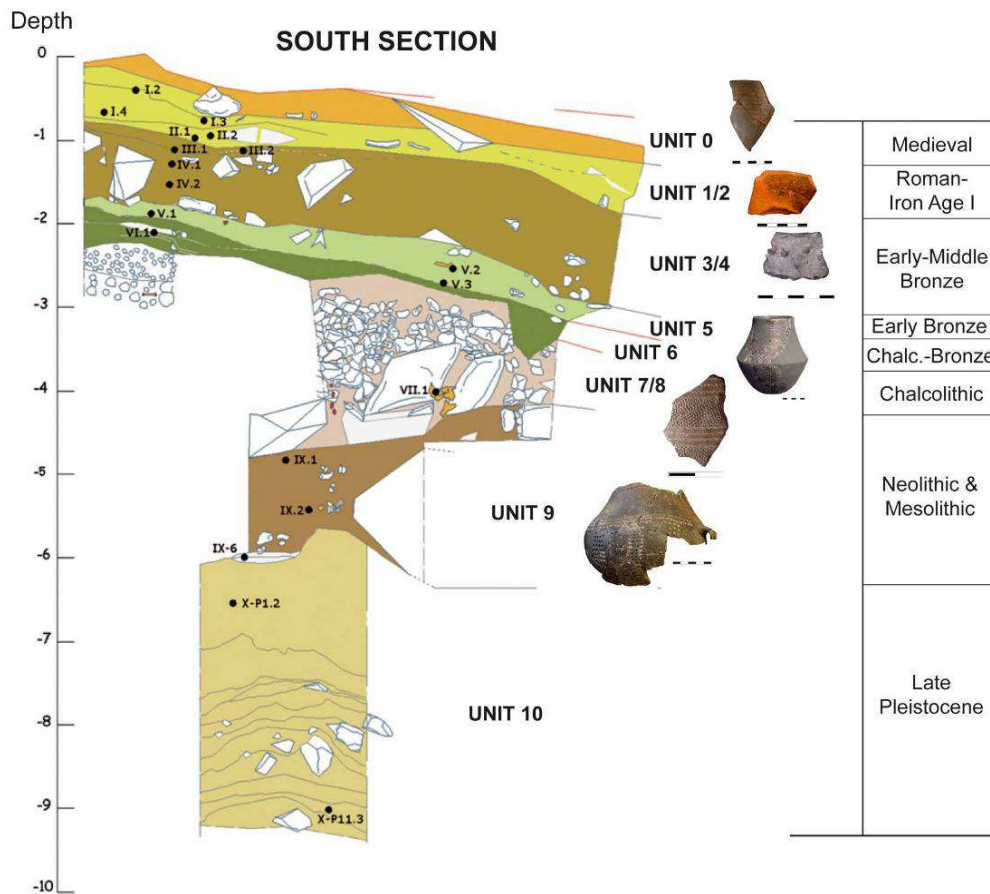 Depth
SOUTH SECTION
0
-1
-2
-3
-4
-5
-6
-7
-8
-9
-10
I.2
I.4
I.3
II.1
II.2
III.1
III.2
IV.1
IV.2
V.1
VI.1
V.2
V.3
VII.1
IX.1
IX.2
IX-6
X-P1.2
X-P11.3
UNIT 0
UNIT 1/2
UNIT 3/4
UNIT 5
UNIT 6
UNIT 7/8
UNIT 9
UNIT 10
Medieval
Roman-
Iron Age I
Early-Middle
Bronze
Early Bronze
Chalc.-Bronze
Chalcolithic
Neolithic &
Mesolithic
Late
Pleistocene